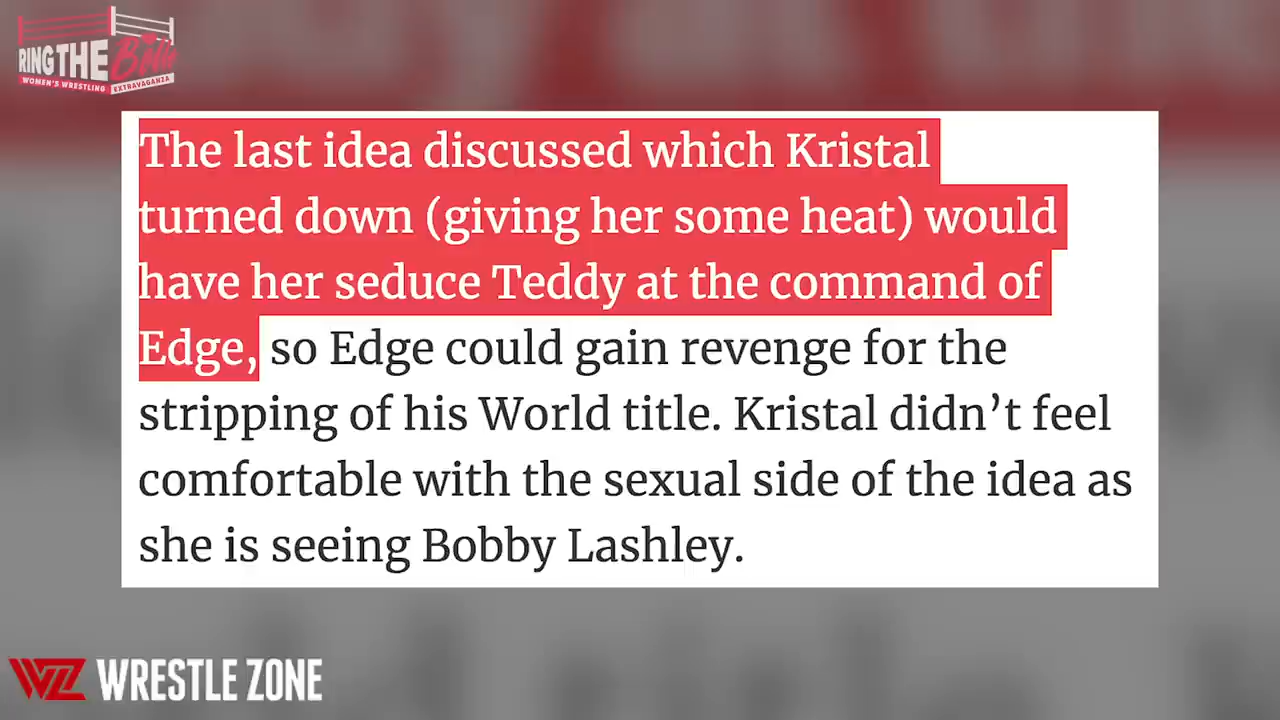 RING THE Belle
WOMEN'S WRESTLING EXTRAVAGANZA
The last idea discussed which Kristal
turned down (giving her some heat) would
have her seduce Teddy at the command of
Edge, so Edge could gain revenge for the
stripping of his World title. Kristal didn’t feel
comfortable with the sexual side of the idea as
she is seeing Bobby Lashley.
WZ WRESTLE ZONE